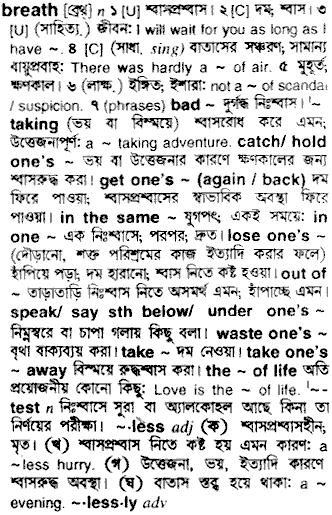 breath [ব্রেথ্] n ১ [U] শ্বাসপ্রশ্বাস। ২ [C] দম; শ্বাস। ৩
[U] (সাহিত্য.) জীবন: I will wait for you as long as I
have ~. ৪ [C] (সাধা. sing) বাতাসের সঞ্চরণ; সামান্য
বায়ুপ্রবাহ: There was hardly a ~ of air. ৫ মুহূর্ত;
ক্ষণকাল। ৬ (লাক্ষ.) ইঙ্গিত; ইশারা: not a ~ of scandal
/ suspicion. ৭ (phrases) bad ~ দুর্গন্ধ নিঃশ্বাস। ~
taking (ভয় বা বিস্ময়ে) শ্বাসরোধ করে এমন;
উত্তেজনাপূর্ণ: a ~ taking adventure. catch/ hold
one's ~ ভয় বা উত্তেজনার কারণে ক্ষণকালের জন্য
শ্বাসরুদ্ধ করা। get one's ~ (again / back) দম
ফিরে পাওয়া; শ্বাসপ্রশ্বাসের স্বাভাবিক অবস্থা ফিরে
পাওয়া। in the same ~ যুগপৎ; একই সময়ে: in
one ~ এক নিঃশ্বাসে; পরপর; দ্রুত। lose one's ~
(দৌড়ানো, শক্ত পরিশ্রমের কাজ ইত্যাদি করার ফলে)
হাঁপিয়ে পড়া; দম হারানো; শ্বাস নিতে কষ্ট হওয়া। out of
~ তাড়াতাড়ি নিঃশ্বাস নিতে অসমর্থ এমন; হাঁপাচ্ছে এমন।
speak/ say sth below/ under one's ~
নিম্নস্বরে বা চাপা গলায় কিছু বলা। waste one's ~
বৃথা বাক্যব্যয় করা। take ~ দম নেওয়া। take one's
~ away বিস্ময়ে রুদ্ধশ্বাস করা। the ~ of life অতি
প্রয়োজনীয় কোনো কিছু: Love is the ~ of life. ˈ~-
test n নিঃশ্বাসে সুরা বা অ্যালকোহল আছে কিনা তা
নির্ণয়ের পরীক্ষা। ~.less adj (ক) শ্বাসপ্রশ্বাসহীন;
মৃত। (খ) শ্বাসপ্রশ্বাস নিতে কষ্ট হয় এমন কারণ: a
~less hurry. (গ) উত্তেজনা, ভয়, ইত্যাদি কারণে
শ্বাসরুদ্ধ অবস্থা। (ঘ) বাতাস স্তব্ধ হয়ে থাকা: a ~
evening. ~.less.ly adv